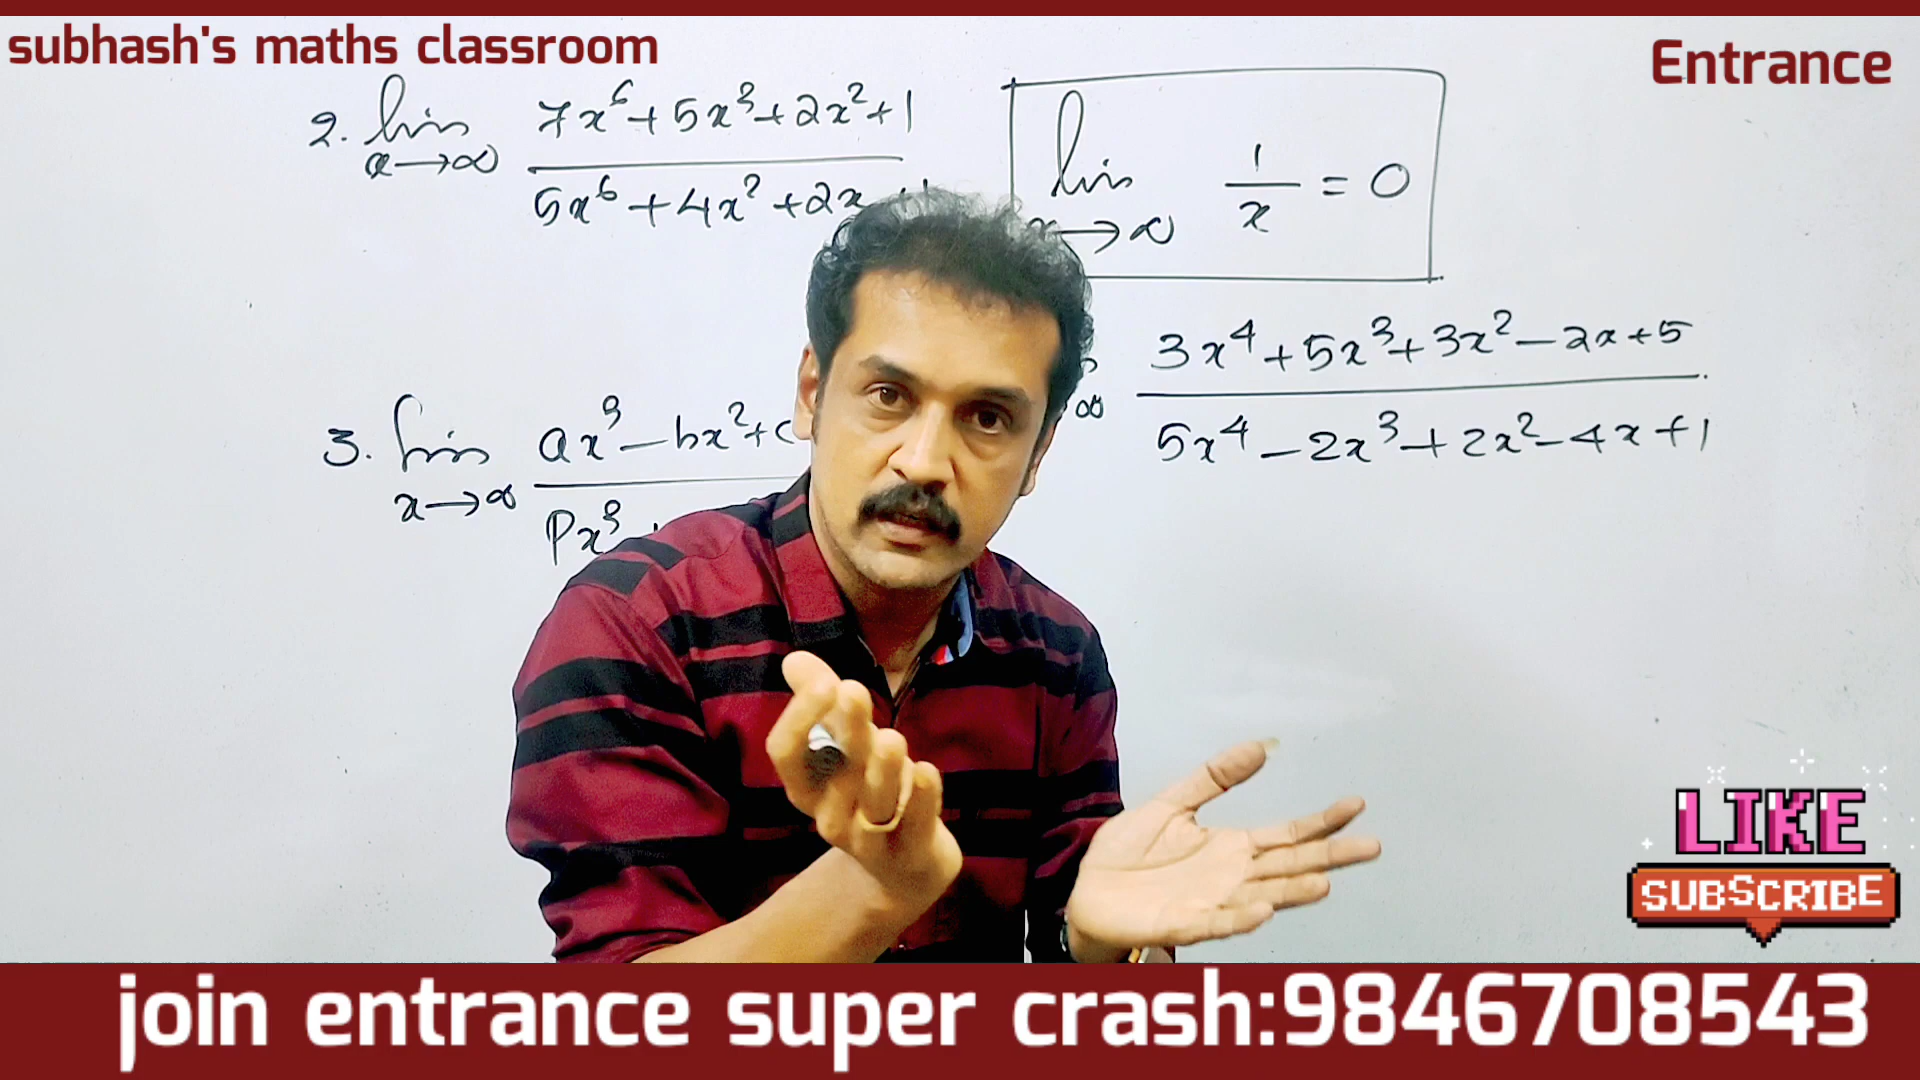 subhash's maths classroom
Entrance
2. lim x→∞ 7x⁶+5x³+2x²+1
5x⁶+4x²+2x
lim x→∞ 1/x = 0
3x⁴+5x³+3x²-2x+5
∞
5x⁴-2x³+2x²-4x+1
3. lim x→∞ ax³-bx²+c
Px³
LIKE
SUBSCRIBE
join entrance super crash:9846708543